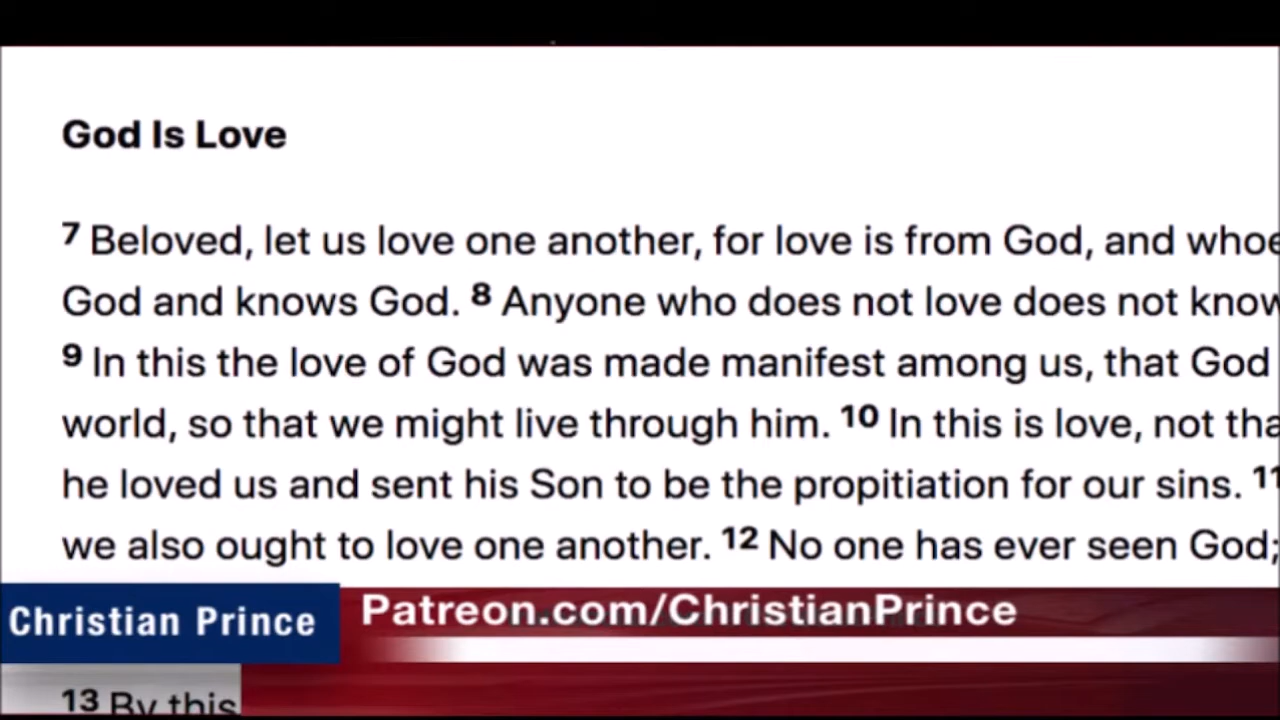 God Is Love
7 Beloved, let us love one another, for love is from God, and whoe
God and knows God. 8 Anyone who does not love does not know
9 In this the love of God was made manifest among us, that God
world, so that we might live through him. 10 In this is love, not tha
he loved us and sent his Son to be the propitiation for our sins. 11
we also ought to love one another. 12 No one has ever seen God;
Christian Prince
Patreon.com/ChristianPrince
13 By this